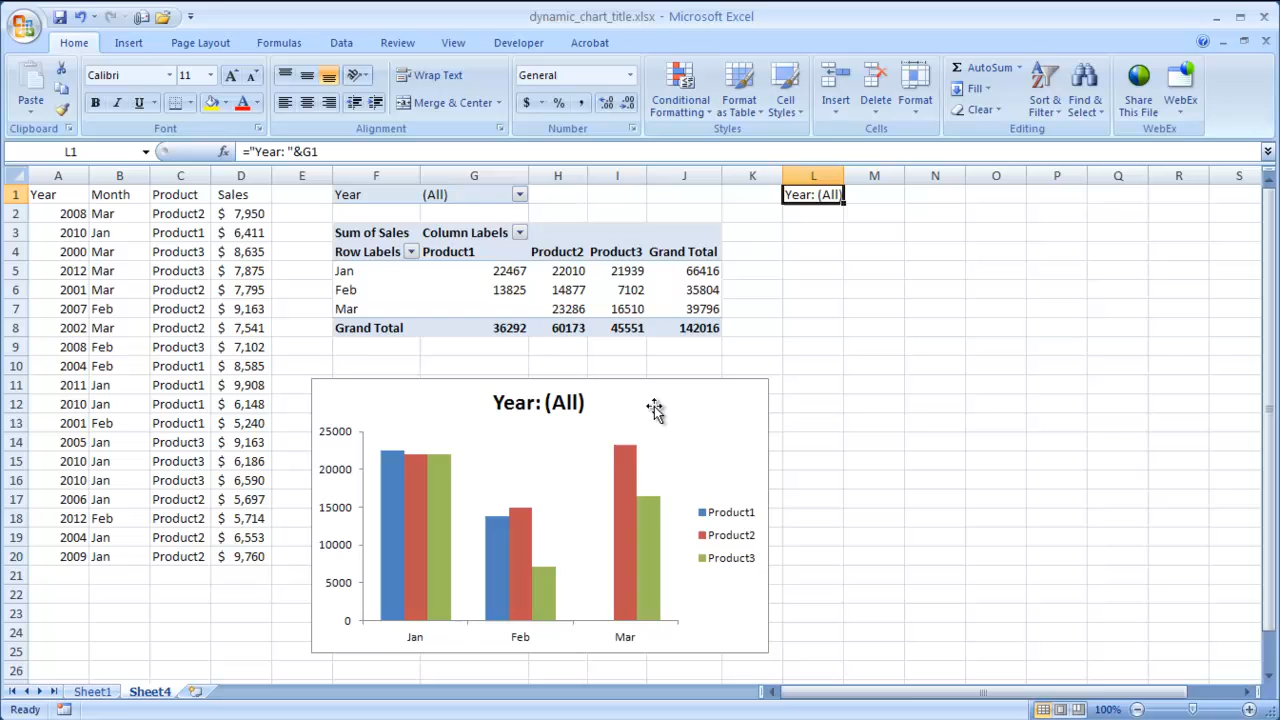 dynamic_chart_title.xlsx - Microsoft Excel
Home Insert Page Layout Formulas Data Review View Developer Acrobat
Paste
Clipboard
Calibri 11
B I U A
Font
Wrap Text
Merge & Center
Alignment
General
$ % ,
Number
Conditional Formatting
Format as Table
Cell Styles
Styles
Insert Delete Format
Cells
Σ AutoSum
Fill
Clear
Sort & Filter
Find & Select
Editing
Share This File
WebEx
WebEx
L1 fx ="Year: "&G1
A B C D E F G H I J K L M N O P Q R S
1 Year Month Product Sales Year (All) Year: (All)
2 2008 Mar Product2 $ 7,950
3 2010 Jan Product1 $ 6,411 Sum of Sales Column Labels
4 2000 Mar Product3 $ 8,635 Row Labels Product1 Product2 Product3 Grand Total
5 2012 Mar Product3 $ 7,875 Jan 22467 22010 21939 66416
6 2001 Mar Product2 $ 7,795 Feb 13825 14877 7102 35804
7 2007 Feb Product2 $ 9,163 Mar 23286 16510 39796
8 2002 Mar Product2 $ 7,541 Grand Total 36292 60173 45551 142016
9 2008 Feb Product3 $ 7,102
10 2004 Feb Product1 $ 8,585
11 2011 Jan Product1 $ 9,908
12 2010 Jan Product1 $ 6,148
13 2001 Feb Product1 $ 5,240
14 2005 Jan Product3 $ 9,163
15 2010 Jan Product3 $ 6,186
16 2010 Jan Product3 $ 6,590
17 2006 Jan Product2 $ 5,697
18 2012 Feb Product2 $ 5,714
19 2004 Jan Product2 $ 6,553
20 2009 Jan Product2 $ 9,760
21
22
23
24
25
26
Year: (All)
25000
20000
15000
10000
5000
0
Jan Feb Mar
Product1
Product2
Product3
Sheet1 Sheet4
Ready 100%